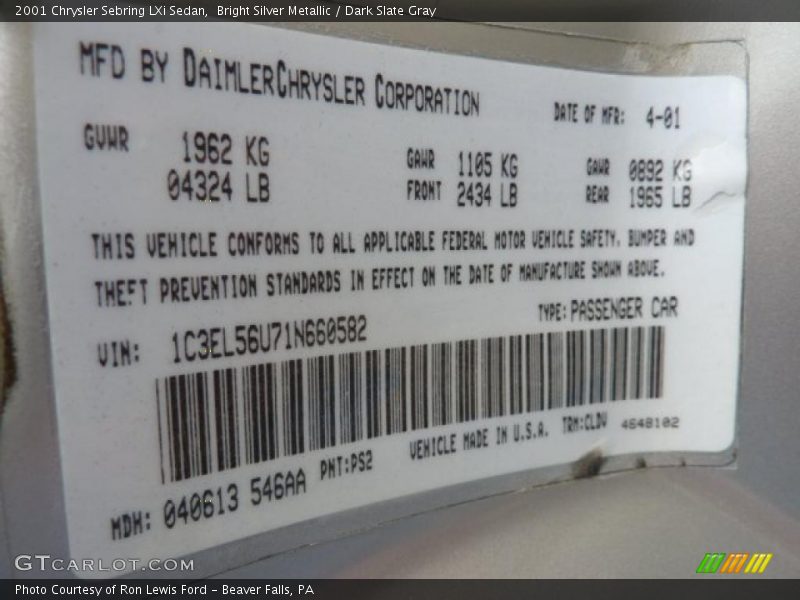 2001 Chrysler Sebring LXi Sedan,  Bright Silver Metallic / Dark Slate Gray
MFD BY DAIMLERCHRYSLER CORPORATION
DATE OF MFR: 4-01
GVWR 1962 KG
04324 LB
GAWR 1105 KG
FRONT 2434 LB
GAWR 0892 KG
REAR 1965 LB
THIS VEHICLE CONFORMS TO ALL APPLICABLE FEDERAL MOTOR VEHICLE SAFETY, BUMPER AND
THEFT PREVENTION STANDARDS IN EFFECT ON THE DATE OF MANUFACTURE SHOWN ABOVE.
VIN: 1C3EL56U71N660582
TYPE: PASSENGER CAR
MDH: 040613 546AA
PNT:PS2
VEHICLE MADE IN U.S.A.
TRM:CLDV
4648102
GTCARLOT.COM
Photo Courtesy of Ron Lewis Ford – Beaver Falls, PA